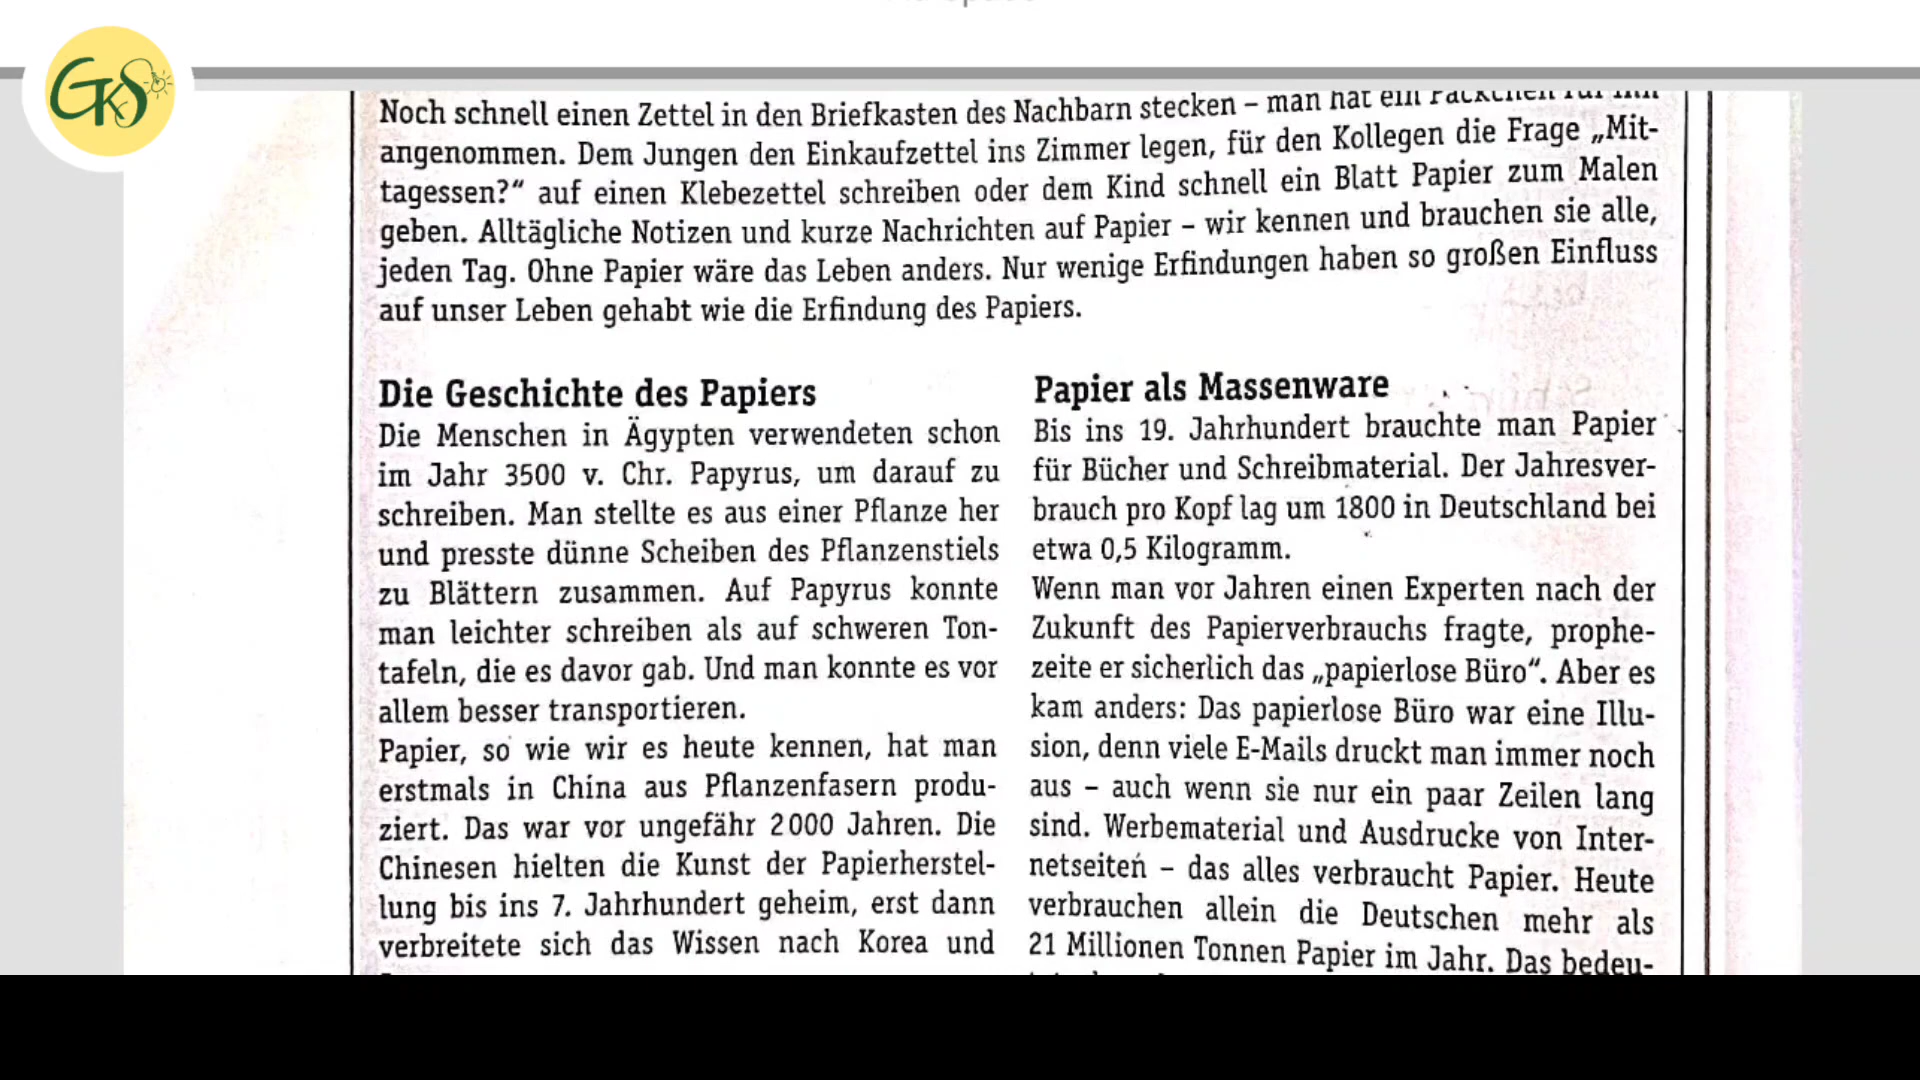 GKS
Noch schnell einen Zettel in den Briefkasten des Nachbarn stecken – man hat ein Päckchen für ihn
angenommen. Dem Jungen den Einkaufzettel ins Zimmer legen, für den Kollegen die Frage „Mit-
tagessen?“ auf einen Klebezettel schreiben oder dem Kind schnell ein Blatt Papier zum Malen
geben. Alltägliche Notizen und kurze Nachrichten auf Papier – wir kennen und brauchen sie alle,
jeden Tag. Ohne Papier wäre das Leben anders. Nur wenige Erfindungen haben so großen Einfluss
auf unser Leben gehabt wie die Erfindung des Papiers.
Die Geschichte des Papiers
Die Menschen in Ägypten verwendeten schon
im Jahr 3500 v. Chr. Papyrus, um darauf zu
schreiben. Man stellte es aus einer Pflanze her
und presste dünne Scheiben des Pflanzenstiels
zu Blättern zusammen. Auf Papyrus konnte
man leichter schreiben als auf schweren Ton-
tafeln, die es davor gab. Und man konnte es vor
allem besser transportieren.
Papier, so wie wir es heute kennen, hat man
erstmals in China aus Pflanzenfasern produ-
ziert. Das war vor ungefähr 2000 Jahren. Die
Chinesen hielten die Kunst der Papierherstel-
lung bis ins 7. Jahrhundert geheim, erst dann
verbreitete sich das Wissen nach Korea und
Papier als Massenware
Bis ins 19. Jahrhundert brauchte man Papier
für Bücher und Schreibmaterial. Der Jahresver-
brauch pro Kopf lag um 1800 in Deutschland bei
etwa 0,5 Kilogramm.
Wenn man vor Jahren einen Experten nach der
Zukunft des Papierverbrauchs fragte, prophe-
zeite er sicherlich das „papierlose Büro“. Aber es
kam anders: Das papierlose Büro war eine Illu-
sion, denn viele E-Mails druckt man immer noch
aus – auch wenn sie nur ein paar Zeilen lang
sind. Werbematerial und Ausdrucke von Inter-
netseiten – das alles verbraucht Papier. Heute
verbrauchen allein die Deutschen mehr als
21 Millionen Tonnen Papier im Jahr. Das bedeu-